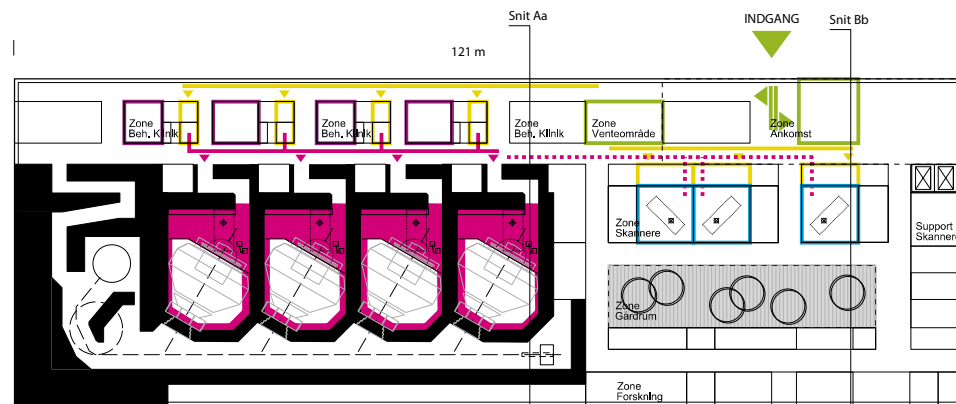 Snit Aa
INDGANG
Snit Bb
121 m
Zone
Beh. Klinik
Zone
Beh. Klinik
Zone
Beh. Klinik
Zone
Venteområde
Zone
Ankomst
Zone
Skannere
Support
Skannere
Zone
Gardrum
Zone
Forskning